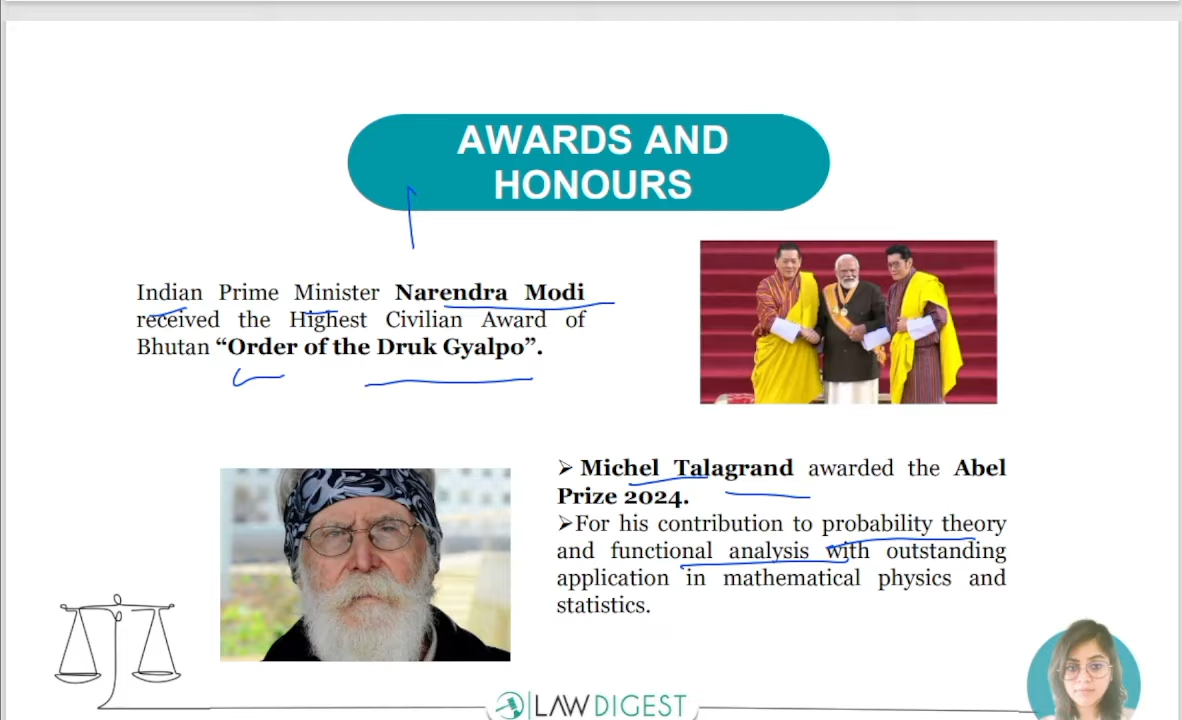 AWARDS AND
HONOURS
Indian Prime Minister Narendra Modi
received the Highest Civilian Award of
Bhutan “Order of the Druk Gyalpo”.
➢ Michel Talagrand awarded the Abel
Prize 2024.
➢For his contribution to probability theory
and functional analysis with outstanding
application in mathematical physics and
statistics.
LAW DIGEST